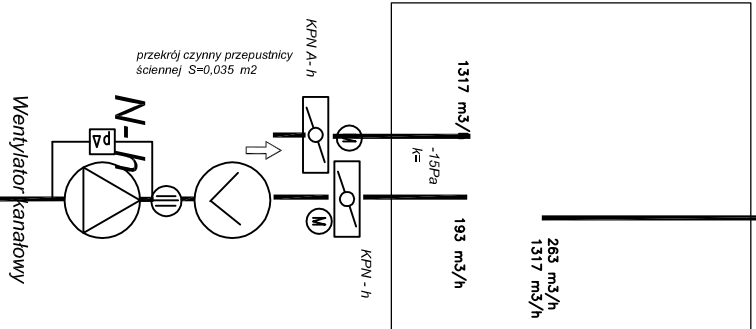 przekrój czynny przepustnicy
ściennej S=0,035 m2
KPN A- h
1317 m3/h
Wentylator kanałowy
N-h
Δp
M
-15Pa
k=
M
KPN - h
193 m3/h
263 m3/h
1317 m3/h